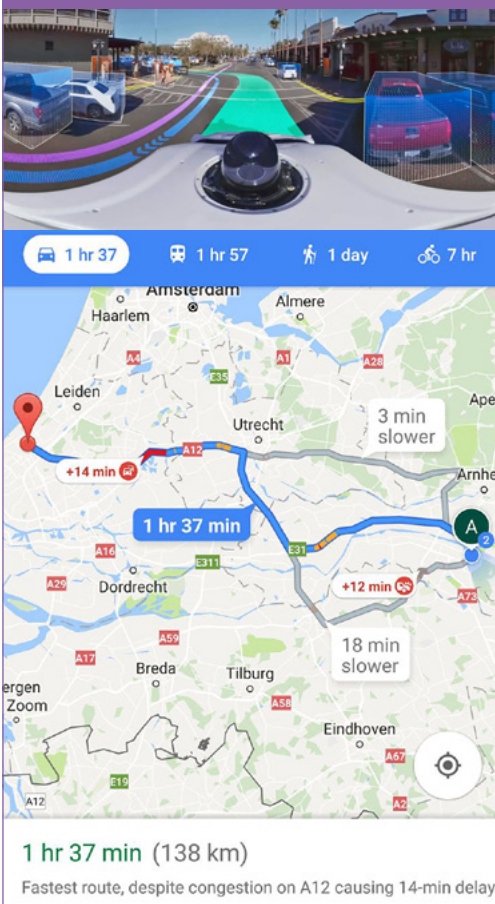 1 hr 37
1 hr 57
1 day
7 hr
Amsterdam
Almere
Haarlem
A4
A1
A28
E35
Leiden
Ape
Utrecht
3 min
slower
A12
+14 min
Arnhe
A
1 hr 37 min
2
E31
A16
E311
+12 min
A29
Dordrecht
A73
A59
18 min
slower
A17
Breda
Tilburg
ergen
Zoom
A58
Eindhoven
A67
E19
A12
A2
1 hr 37 min (138 km)
Fastest route, despite congestion on A12 causing 14-min delay